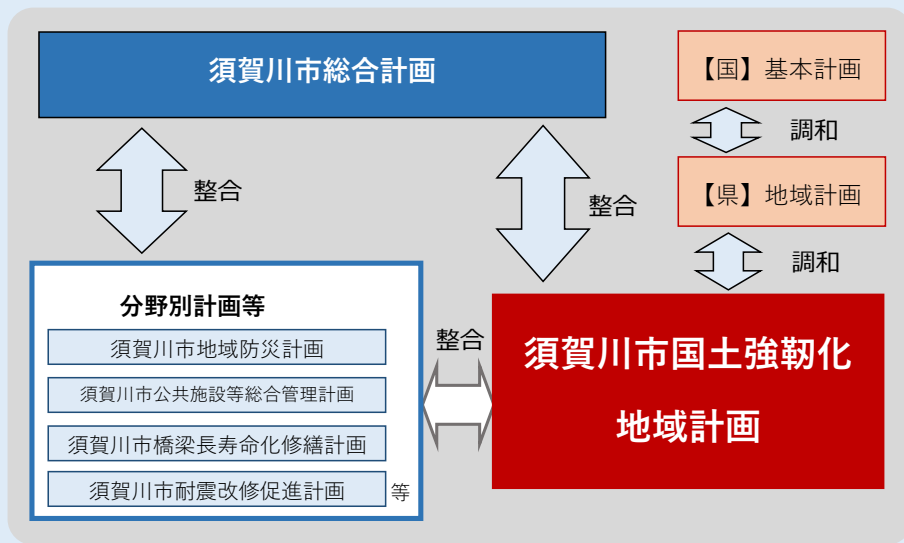 須賀川市総合計画
【国】基本計画
調和
【県】地域計画
調和
整合
整合
分野別計画等
須賀川市地域防災計画
須賀川市公共施設等総合管理計画
須賀川市橋梁長寿命化修繕計画
須賀川市耐震改修促進計画
等
整合
須賀川市国土強靭化
地域計画